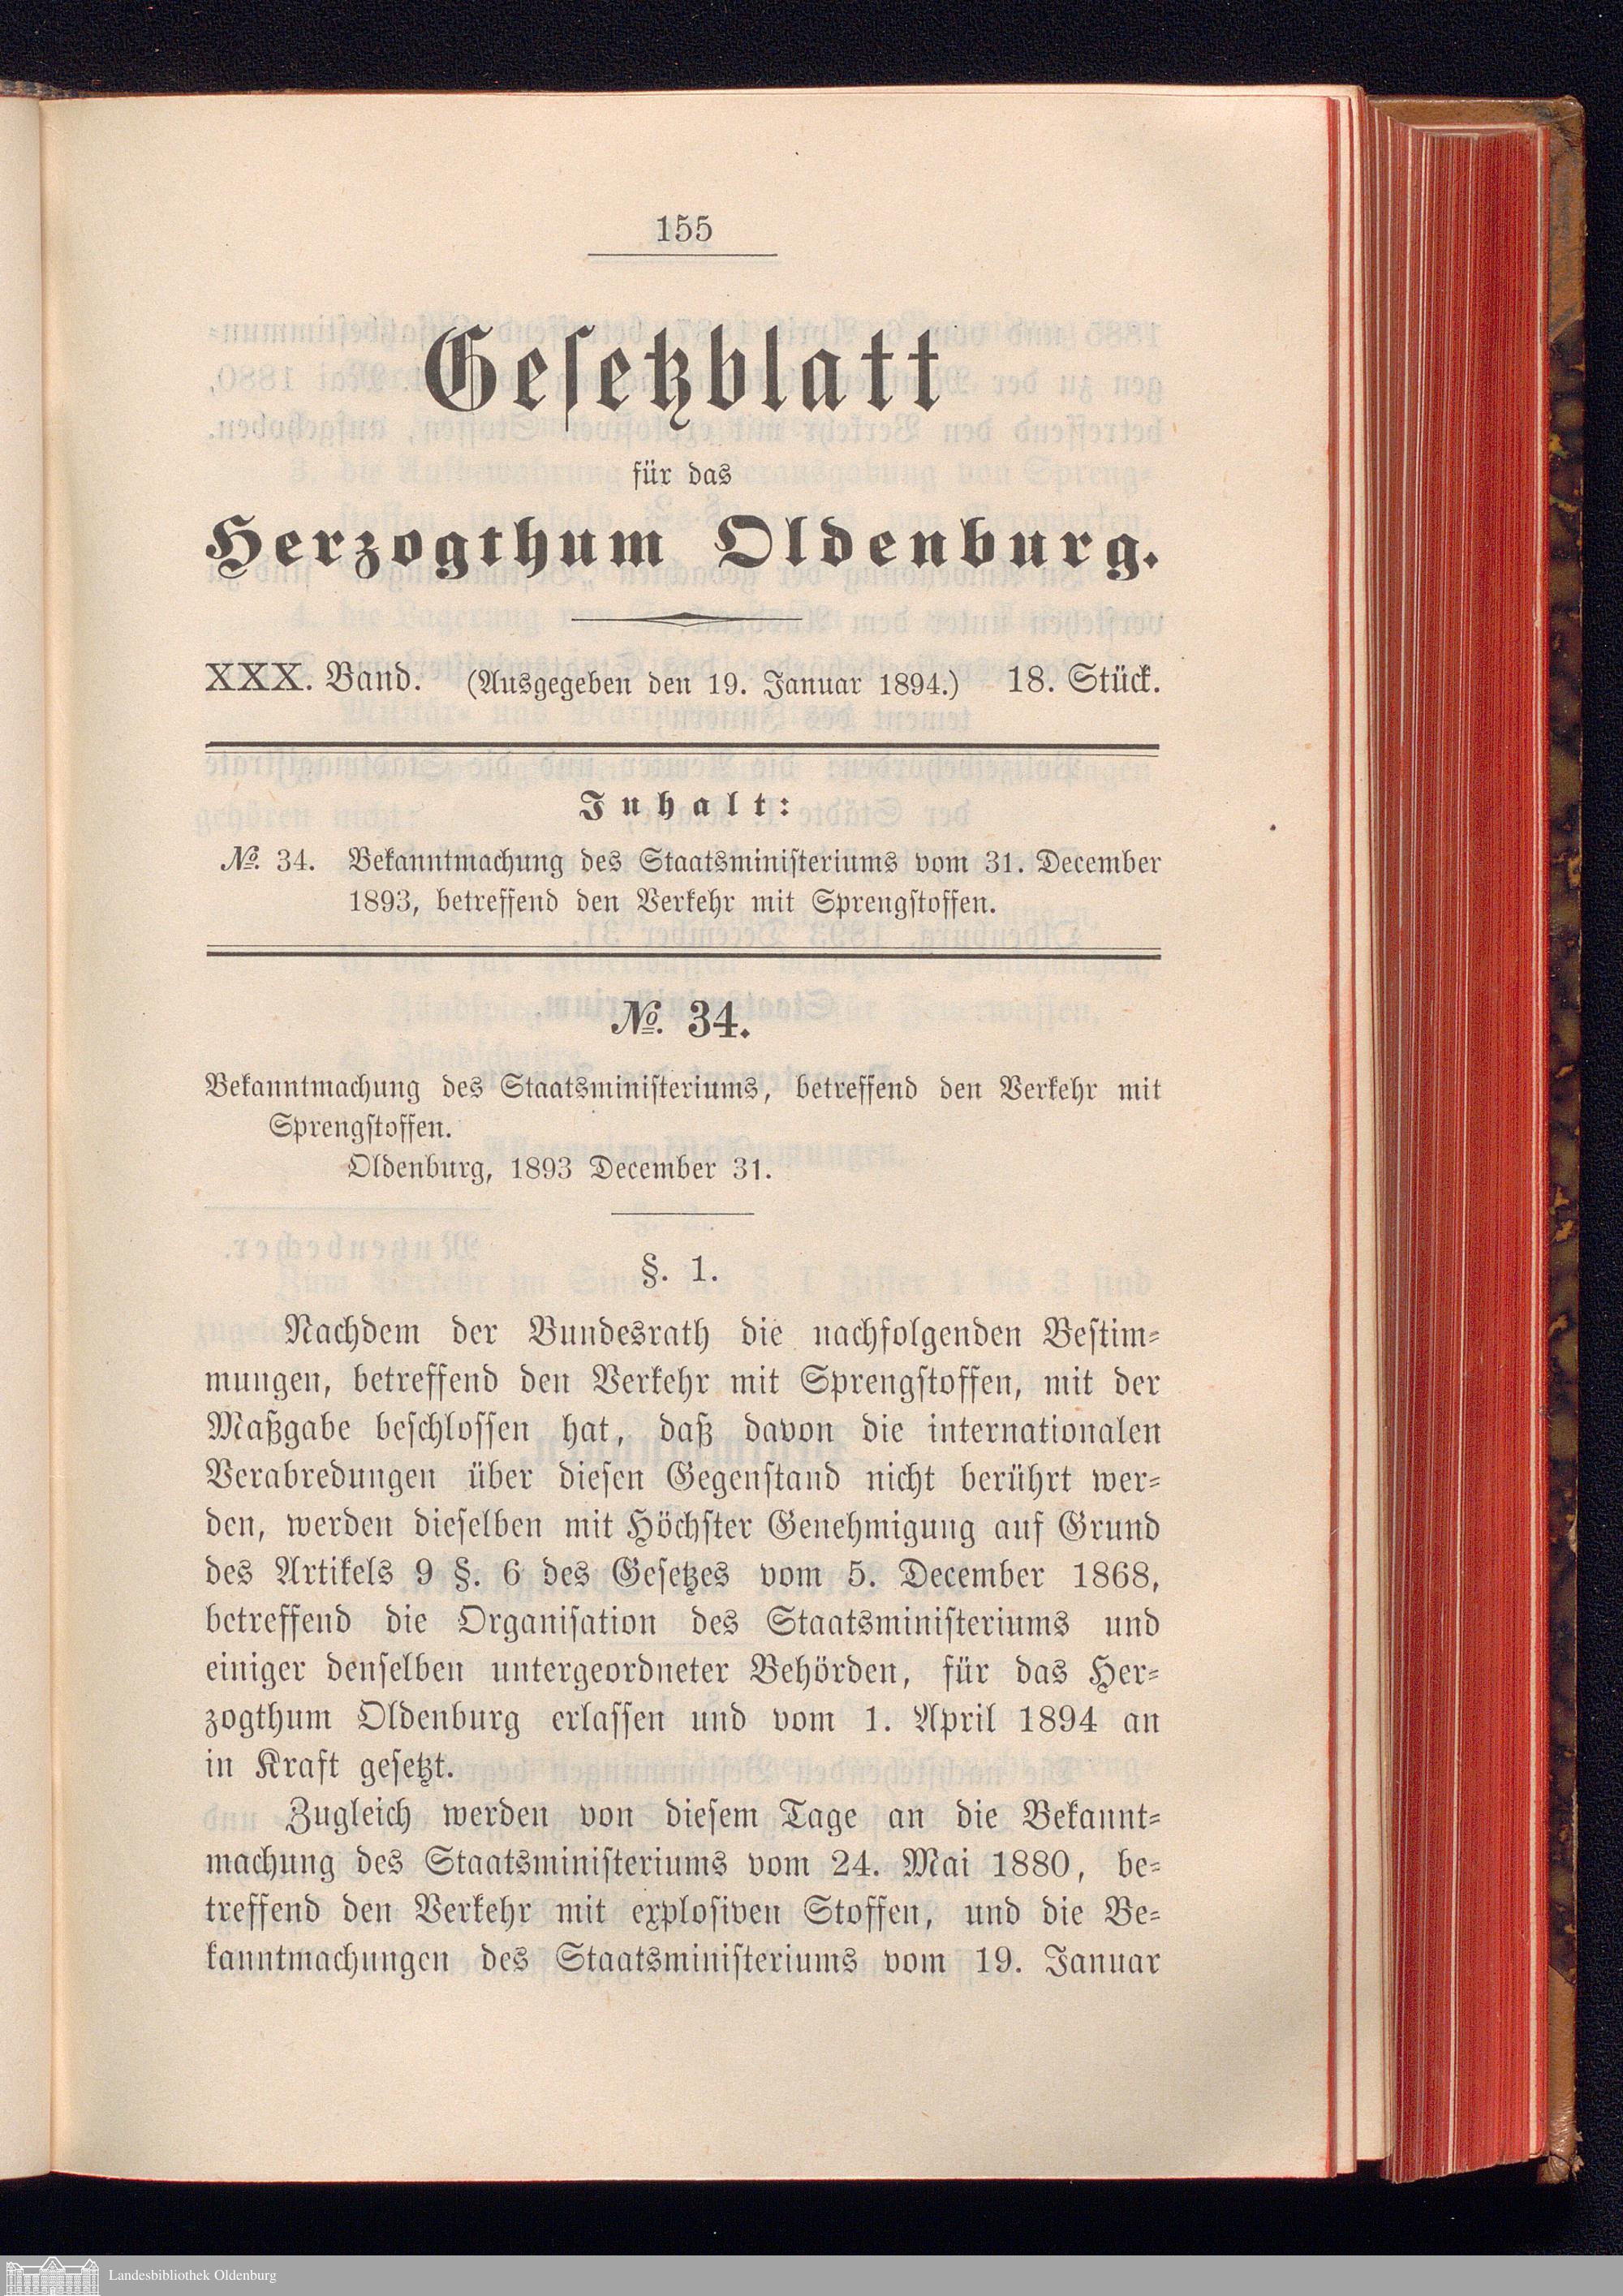 155
Gesetzblatt
für das
Herzogthum Oldenburg.
XXX. Band. (Ausgegeben den 19. Januar 1894.) 18. Stück.
Inhalt:
№. 34. Bekanntmachung des Staatsministeriums vom 31. December
1893, betreffend den Verkehr mit Sprengstoffen.
№. 34.
Bekanntmachung des Staatsministeriums, betreffend den Verkehr mit
Sprengstoffen.
Oldenburg, 1893 December 31.
§. 1.
Nachdem der Bundesrath die nachfolgenden Bestim-
mungen, betreffend den Verkehr mit Sprengstoffen, mit der
Maßgabe beschlossen hat, daß davon die internationalen
Verabredungen über diesen Gegenstand nicht berührt wer-
den, werden dieselben mit Höchster Genehmigung auf Grund
des Artikels 9 §. 6 des Gesetzes vom 5. December 1868,
betreffend die Organisation des Staatsministeriums und
einiger denselben untergeordneter Behörden, für das Her-
zogthum Oldenburg erlassen und vom 1. April 1894 an
in Kraft gesetzt.
Zugleich werden von diesem Tage an die Bekannt-
machung des Staatsministeriums vom 24. Mai 1880, be-
treffend den Verkehr mit explosiven Stoffen, und die Be-
kanntmachungen des Staatsministeriums vom 19. Januar
Landesbibliothek Oldenburg